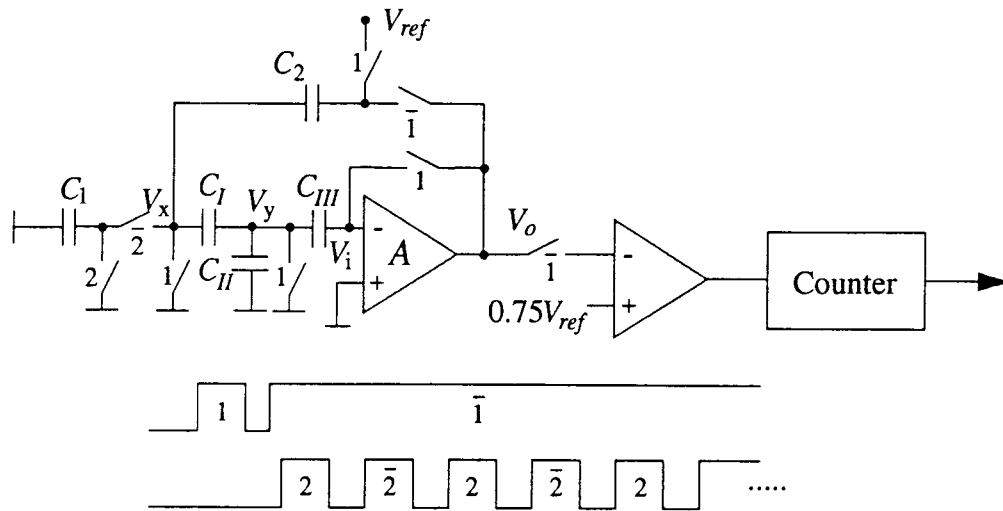 V_ref
1
C_2
1̄
1
C_1
V_x
C_I
V_y
C_III
2̄
2
1
C_II
1
V_i
-
A
+
V_o
1̄
-
+
0.75V_ref
Counter
1
1̄
2
2̄
2
2̄
2
.....